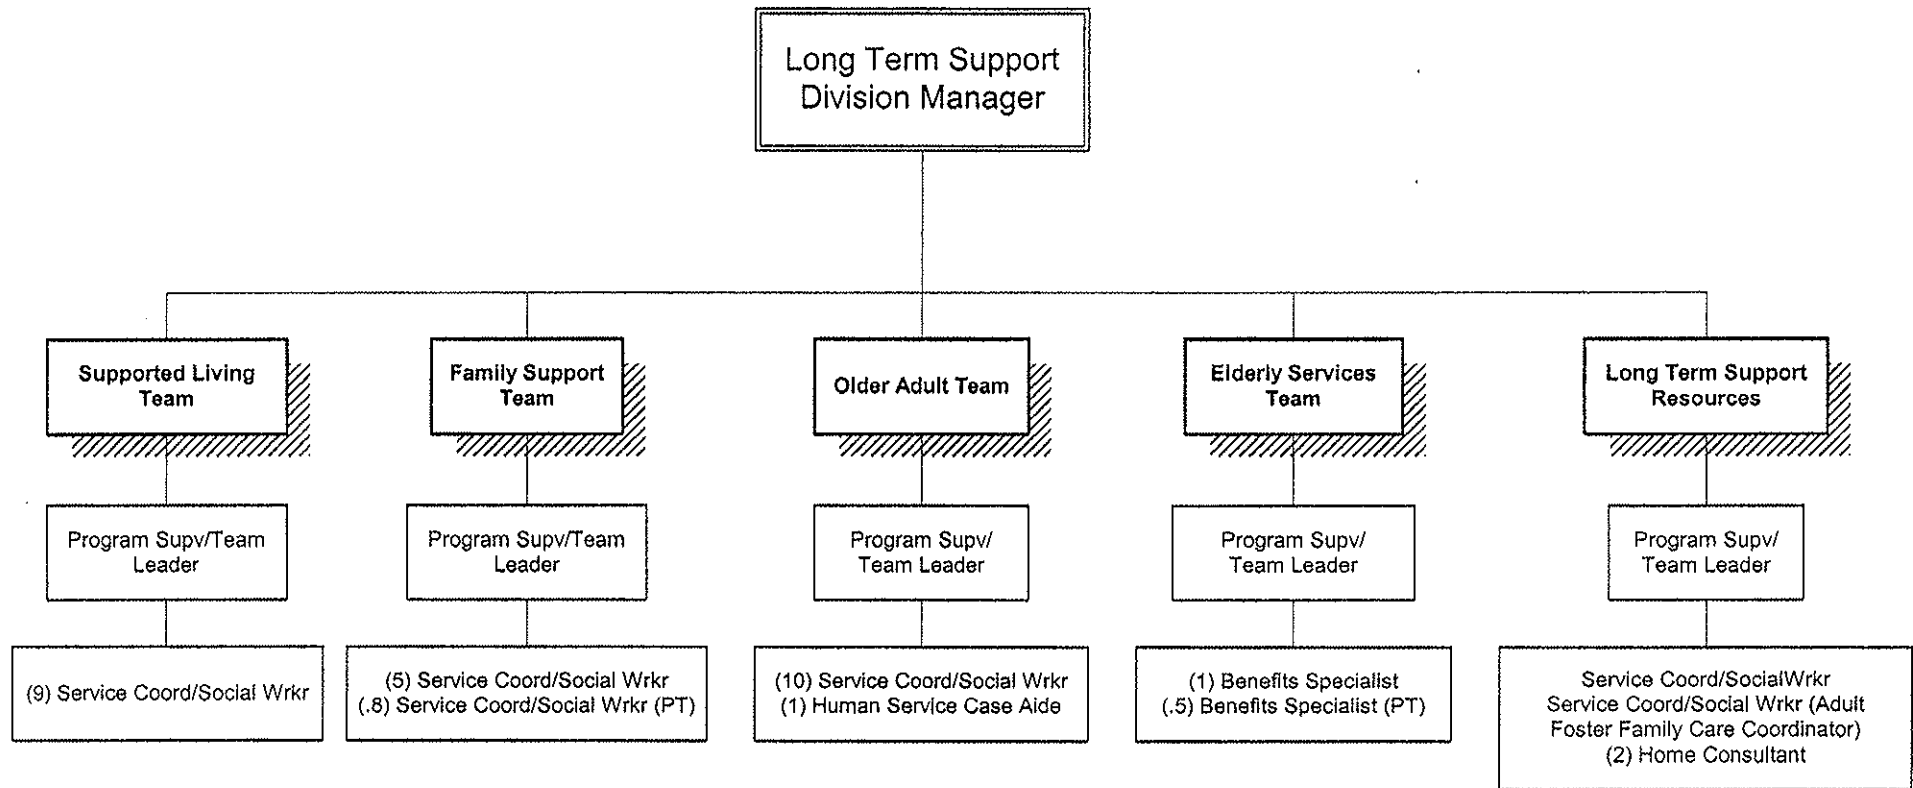 Long Term Support
Division Manager
Supported Living
Team
Family Support
Team
Older Adult Team
Elderly Services
Team
Long Term Support
Resources
Program Supv/Team
Leader
Program Supv/Team
Leader
Program Supv/
Team Leader
Program Supv/
Team Leader
Program Supv/
Team Leader
(9) Service Coord/Social Wrkr
(5) Service Coord/Social Wrkr
(.8) Service Coord/Social Wrkr (PT)
(10) Service Coord/Social Wrkr
(1) Human Service Case Aide
(1) Benefits Specialist
(.5) Benefits Specialist (PT)
Service Coord/SocialWrkr
Service Coord/Social Wrkr (Adult
Foster Family Care Coordinator)
(2) Home Consultant